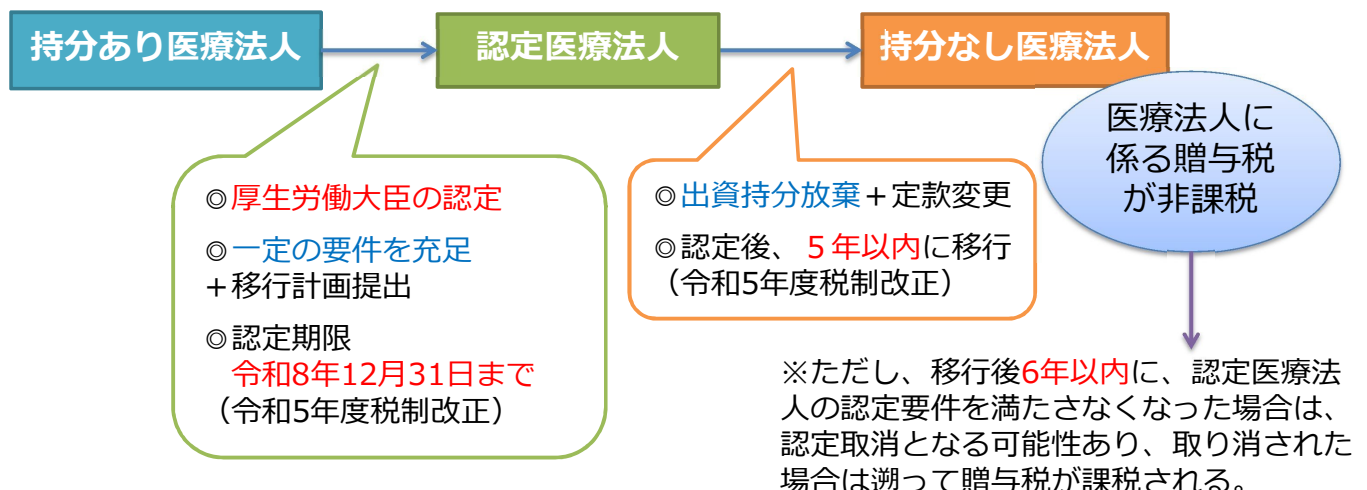 持分あり医療法人
認定医療法人
持分なし医療法人
医療法人に
係る贈与税
が非課税
◎厚生労働大臣の認定
◎一定の要件を充足
＋移行計画提出
◎認定期限
令和8年12月31日まで
（令和5年度税制改正）
◎出資持分放棄＋定款変更
◎認定後、５年以内に移行
（令和5年度税制改正）
※ただし、移行後6年以内に、認定医療法
人の認定要件を満たさなくなった場合は、
認定取消となる可能性あり、取り消された
場合は遡って贈与税が課税される。